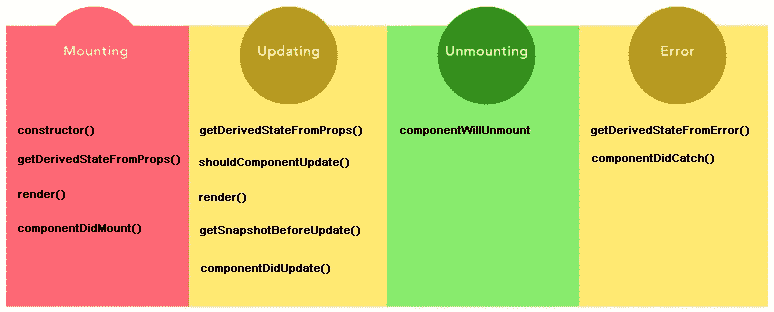 Mounting
constructor()
getDerivedStateFromProps()
render()
componentDidMount()
Updating
getDerivedStateFromProps()
shouldComponentUpdate()
render()
getSnapshotBeforeUpdate()
componentDidUpdate()
Unmounting
componentWillUnmount
Error
getDerivedStateFromError()
componentDidCatch()